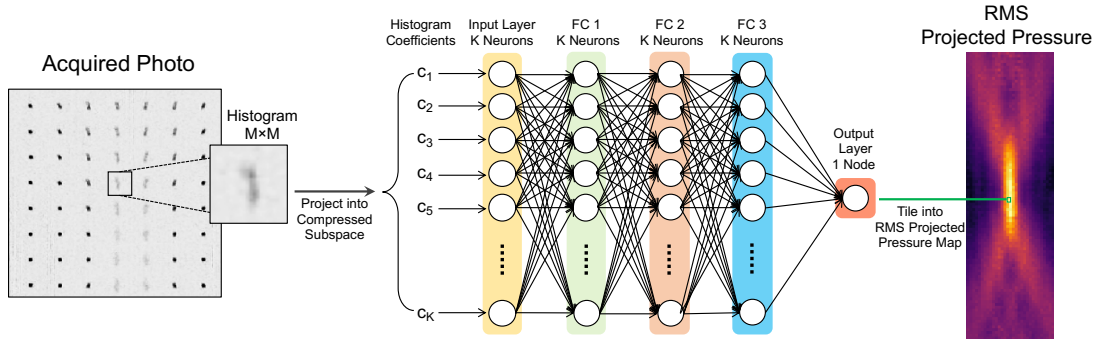 Acquired Photo
Histogram
M×M
Project into
Compressed
Subspace
Histogram
Coefficients
C1
C2
C3
C4
C5
CK
Input Layer
K Neurons
FC 1
K Neurons
FC 2
K Neurons
FC 3
K Neurons
Output
Layer
1 Node
Tile into
RMS Projected
Pressure Map
RMS
Projected Pressure